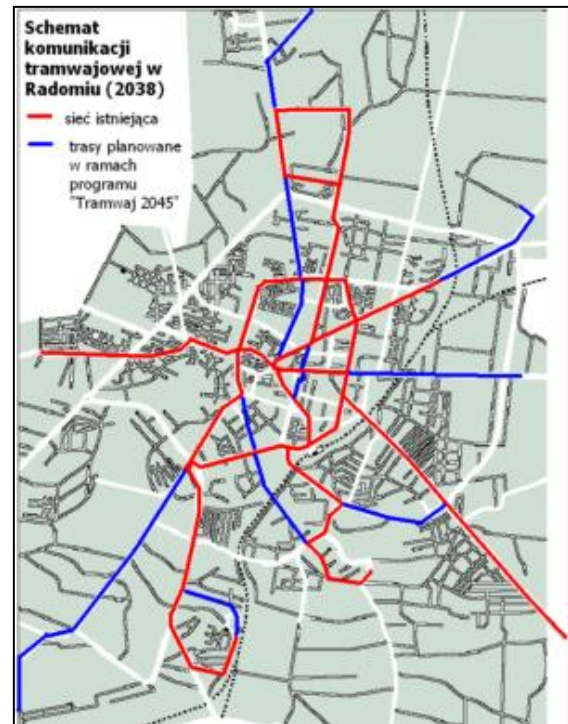 Schemat
komunikacji
tramwajowej w
Radomiu (2038)
sieć istniejąca
trasy planowane
w ramach
programu
"Tramwaj 2045"